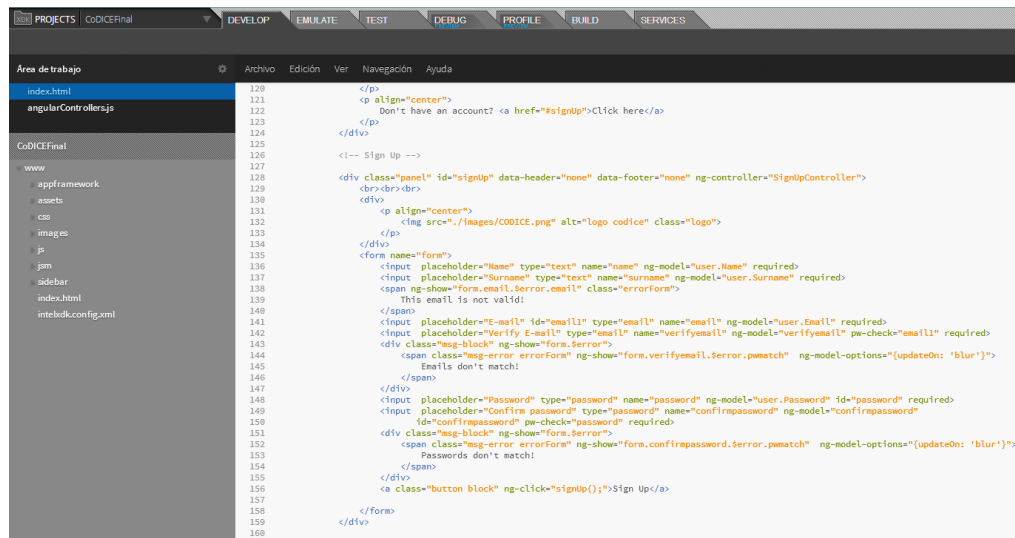 XDK PROJECTS CoDICEFinal DEVELOP EMULATE TEST DEBUG PROFILE BUILD SERVICES
Área de trabajo Archivo Edición Ver Navegación Ayuda
index.html
angularControllers.js
CoDICEFinal
www
appframework
assets
css
images
js
jsm
sidebar
index.html
intelxdk.config.xml
120 </p>
121 <p align="center">
122 Don't have an account? <a href="#signUp">Click here</a>
123 </p>
124 </div>
125
126 <!-- Sign Up -->
127
128 <div class="panel" id="signUp" data-header="none" data-footer="none" ng-controller="SignUpController">
129 <br><br><br>
130 <div>
131 <p align="center">
132 <img src="./images/CODICE.png" alt="logo codice" class="logo">
133 </p>
134 </div>
135 <form name="form">
136 <input  placeholder="Name" type="text" name="name" ng-model="user.Name" required>
137 <input  placeholder="Surname" type="text" name="surname" ng-model="user.Surname" required>
138 <span ng-show="form.email.$error.email" class="errorForm">
139 This email is not valid!
140 </span>
141 <input  placeholder="E-mail" id="email1" type="email" name="email" ng-model="user.Email" required>
142 <input  placeholder="Verify E-mail" type="email" name="verifyemail" ng-model="verifyemail" pw-check="email1" required>
143 <div class="msg-block" ng-show="form.$error">
144 <span class="msg-error errorForm" ng-show="form.verifyemail.$error.pwmatch"  ng-model-options="{updateOn: 'blur'}">
145 Emails don't match!
146 </span>
147 </div>
148 <input  placeholder="Password" type="password" name="password" ng-model="user.Password" id="password" required>
149 <input  placeholder="Confirm password" type="password" name="confirmpassword" ng-model="confirmpassword"
150 id="confirmpassword" pw-check="password" required>
151 <div class="msg-block" ng-show="form.$error">
152 <span class="msg-error errorForm" ng-show="form.confirmpassword.$error.pwmatch"  ng-model-options="{updateOn: 'blur'}">
153 Passwords don't match!
154 </span>
155 </div>
156 <a class="button block" ng-click="signUp();">Sign Up</a>
157
158 </form>
159 </div>
160